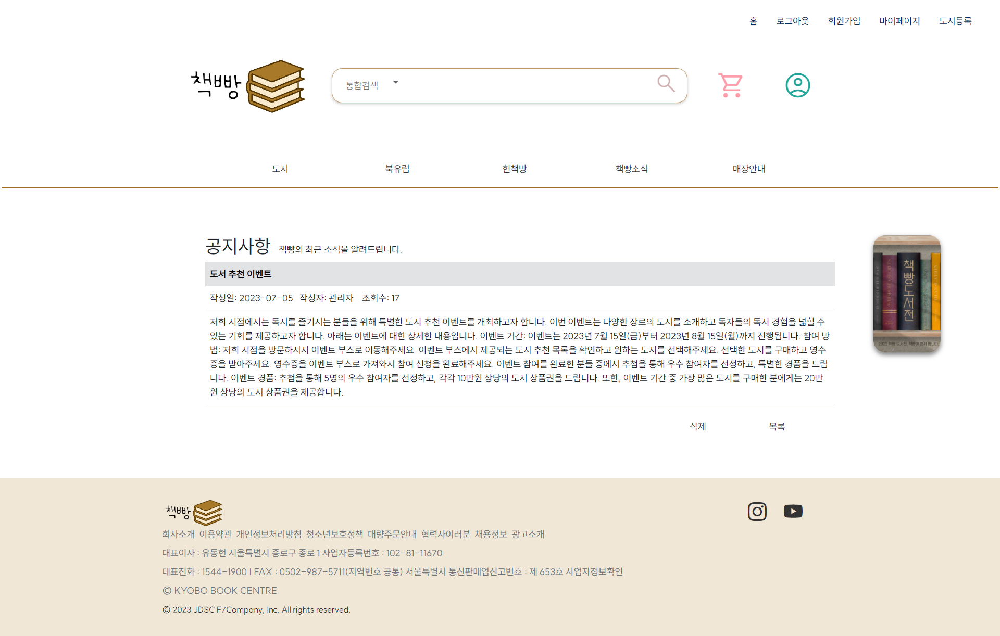 홈 로그아웃 회원가입 마이페이지 도서등록
책빵
통합검색
도서 북유럽 헌책방 책빵소식 매장안내
공지사항 책빵의 최근 소식을 알려드립니다.
도서 추천 이벤트
작성일: 2023-07-05 작성자: 관리자 조회수: 17
저희 서점에서는 독서를 즐기시는 분들을 위해 특별한 도서 추천 이벤트를 개최하고자 합니다. 이번 이벤트는 다양한 장르의 도서를 소개하고 독자들의 독서 경험을 넓힐 수
있는 기회를 제공하고자 합니다. 아래는 이벤트에 대한 상세한 내용입니다. 이벤트 기간: 이벤트는 2023년 7월 15일(금)부터 2023년 8월 15일(월)까지 진행됩니다. 참여 방
법: 저희 서점을 방문하셔서 이벤트 부스로 이동해주세요. 이벤트 부스에서 제공되는 도서 추천 목록을 확인하고 원하는 도서를 선택해주세요. 선택한 도서를 구매하고 영수
증을 받아주세요. 영수증을 이벤트 부스로 가져와서 참여 신청을 완료해주세요. 이벤트 참여를 완료한 분들 중에서 추첨을 통해 우수 참여자를 선정하고, 특별한 경품을 드립
니다. 이벤트 경품: 추첨을 통해 5명의 우수 참여자를 선정하고, 각각 10만원 상당의 도서 상품권을 드립니다. 또한, 이벤트 기간 중 가장 많은 도서를 구매한 분에게는 20만
원 상당의 도서 상품권을 제공합니다.
삭제 목록
책빵도서전
2023 책빵 도서전, 책빵이 함께 합니다.
책빵
회사소개 이용약관 개인정보처리방침 청소년보호정책 대량주문안내 협력사여러분 채용정보 광고소개
대표이사 : 유동현 서울특별시 종로구 종로 1 사업자등록번호 : 102-81-11670
대표전화 : 1544-1900 | FAX : 0502-987-5711(지역번호 공통) 서울특별시 통신판매업신고번호 : 제 653호 사업자정보확인
© KYOBO BOOK CENTRE
© 2023 JDSC F7Company, Inc. All rights reserved.